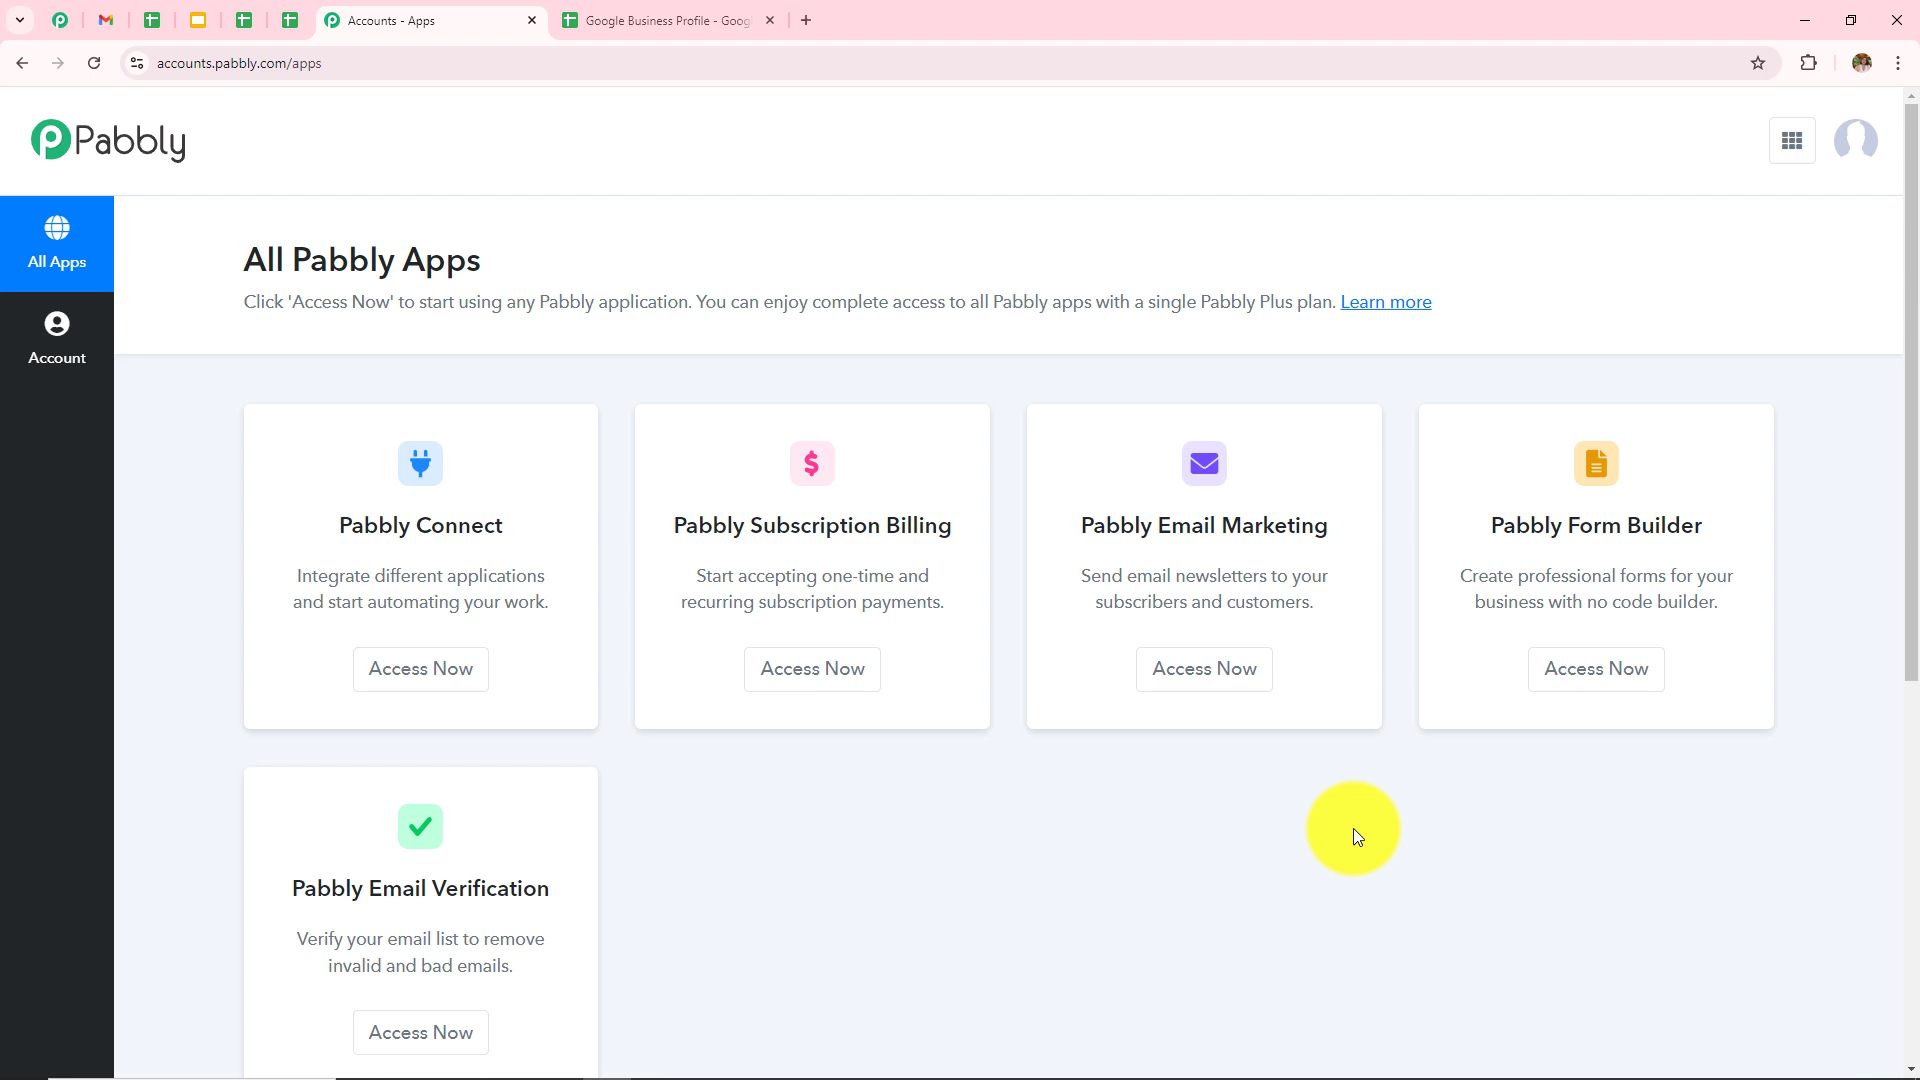 Accounts - Apps
Google Business Profile - Goog
accounts.pabbly.com/apps
Pabbly
All Apps
Account
All Pabbly Apps
Click 'Access Now' to start using any Pabbly application. You can enjoy complete access to all Pabbly apps with a single Pabbly Plus plan. Learn more
Pabbly Connect
Integrate different applications
and start automating your work.
Access Now
Pabbly Subscription Billing
Start accepting one-time and
recurring subscription payments.
Access Now
Pabbly Email Marketing
Send email newsletters to your
subscribers and customers.
Access Now
Pabbly Form Builder
Create professional forms for your
business with no code builder.
Access Now
Pabbly Email Verification
Verify your email list to remove
invalid and bad emails.
Access Now